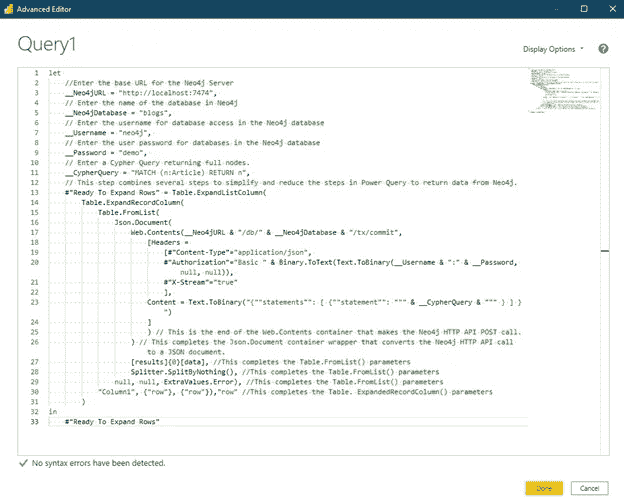 Advanced Editor
Query1
Display Options
?
1 let
2 //Enter the base URL for the Neo4j Server
3 __Neo4jURL = "http://localhost:7474",
4 // Enter the name of the database in Neo4j
5 __Neo4jDatabase = "blogs",
6 // Enter the username for database access in the Neo4j database
7 __Username = "neo4j",
8 // Enter the user password for databases in the Neo4j database
9 __Password = "demo",
10 // Enter a Cypher Query returning full nodes.
11 __CypherQuery = "MATCH (n:Article) RETURN n",
12 // This step combines several steps to simplify and reduce the steps in Power Query to return data from Neo4j.
13 #"Ready To Expand Rows" = Table.ExpandListColumn(
14 Table.ExpandRecordColumn(
15 Table.FromList(
16 Json.Document(
17 Web.Contents(__Neo4jURL & "/db/" & __Neo4jDatabase & "/tx/commit",
18 [Headers =
19 [#"Content-Type"="application/json",
20 #"Authorization"="Basic " & Binary.ToText(Text.ToBinary(__Username & ":" & __Password,
null, null)),
21 #"X-Stream"="true"
22 ],
23 Content = Text.ToBinary("{""statements"": [ {""statement"": """ & __CypherQuery & """ } ] }
")
24 ]
25 ) // This is the end of the Web.Contents container that makes the Neo4j HTTP API POST call.
26 ) // This completes the Json.Document container wrapper that converts the Neo4j HTTP API call
to a JSON document.
27 [results]{0}[data], //This completes the Table.FromList() parameters
28 Splitter.SplitByNothing(), //This completes the Table.FromList() parameters
29 null, null, ExtraValues.Error), //This completes the Table.FromList() parameters
30 "Column1", {"row"}, {"row"}),"row" //This completes the Table. ExpandedRecordColumn() parameters
31 )
32 in
33 #"Ready To Expand Rows"
No syntax errors have been detected.
Done
Cancel